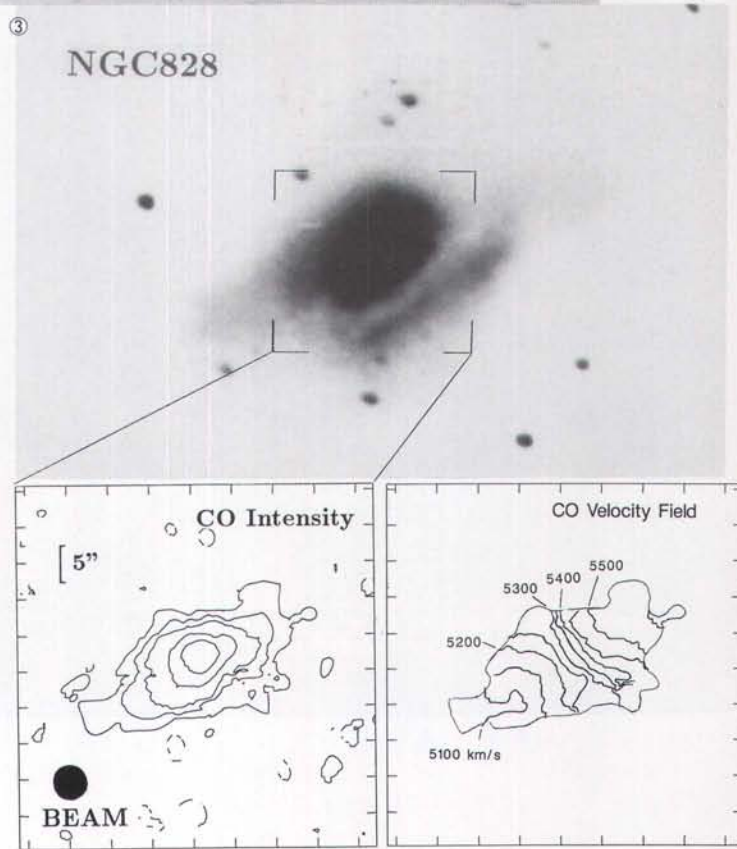 ③
NGC828
CO Intensity
5"
BEAM
CO Velocity Field
5500
5400
5300
5200
5100 km/s